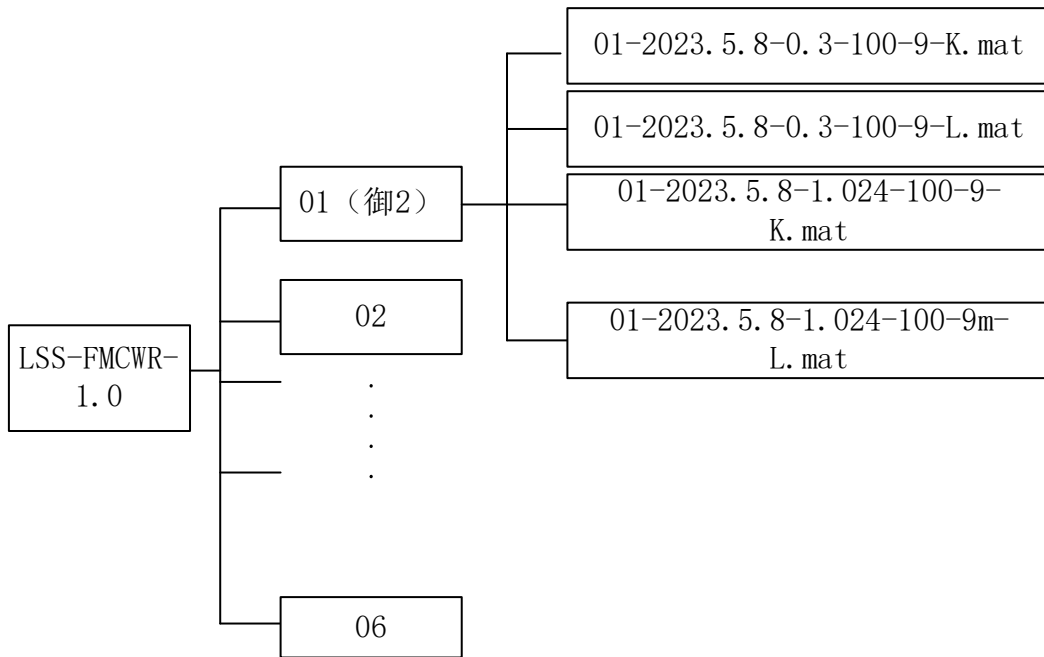 LSS-FMCWR-
1.0
01（御2）
02
.
.
.
.
06
01-2023.5.8-0.3-100-9-K.mat
01-2023.5.8-0.3-100-9-L.mat
01-2023.5.8-1.024-100-9-
K.mat
01-2023.5.8-1.024-100-9m-
L.mat